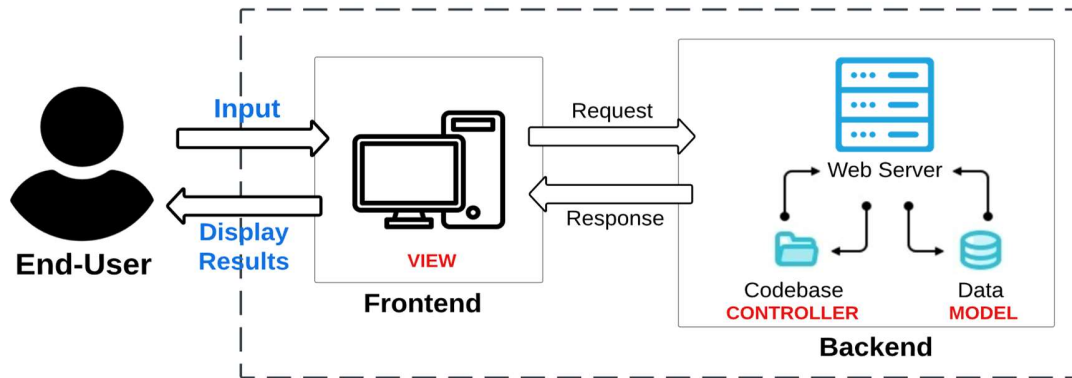 Input
Display
Results
End-User
VIEW
Frontend
Request
Response
Web Server
Codebase
CONTROLLER
Data
MODEL
Backend